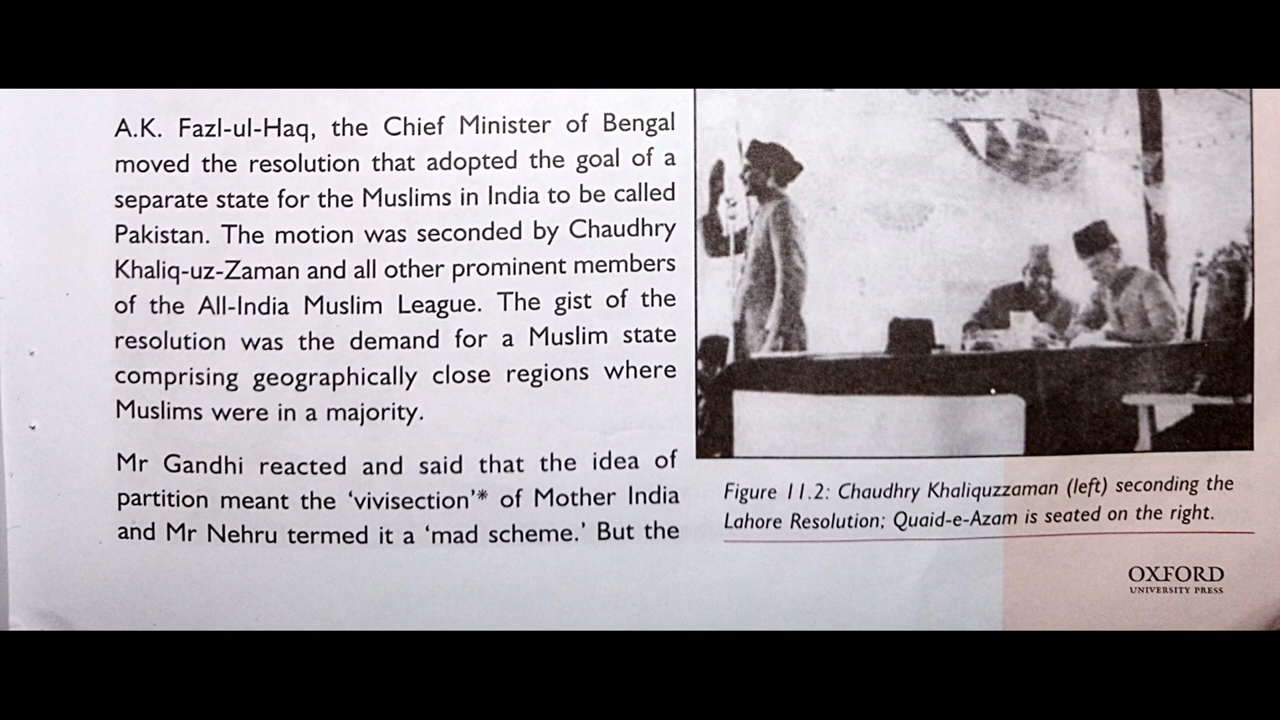 A.K. Fazl-ul-Haq, the Chief Minister of Bengal
moved the resolution that adopted the goal of a
separate state for the Muslims in India to be called
Pakistan. The motion was seconded by Chaudhry
Khaliq-uz-Zaman and all other prominent members
of the All-India Muslim League. The gist of the
resolution was the demand for a Muslim state
comprising geographically close regions where
Muslims were in a majority.
Mr Gandhi reacted and said that the idea of
partition meant the ‘vivisection’* of Mother India
and Mr Nehru termed it a ‘mad scheme.’ But the
Figure 11.2: Chaudhry Khaliquzzaman (left) seconding the
Lahore Resolution; Quaid-e-Azam is seated on the right.
OXFORD
UNIVERSITY PRESS